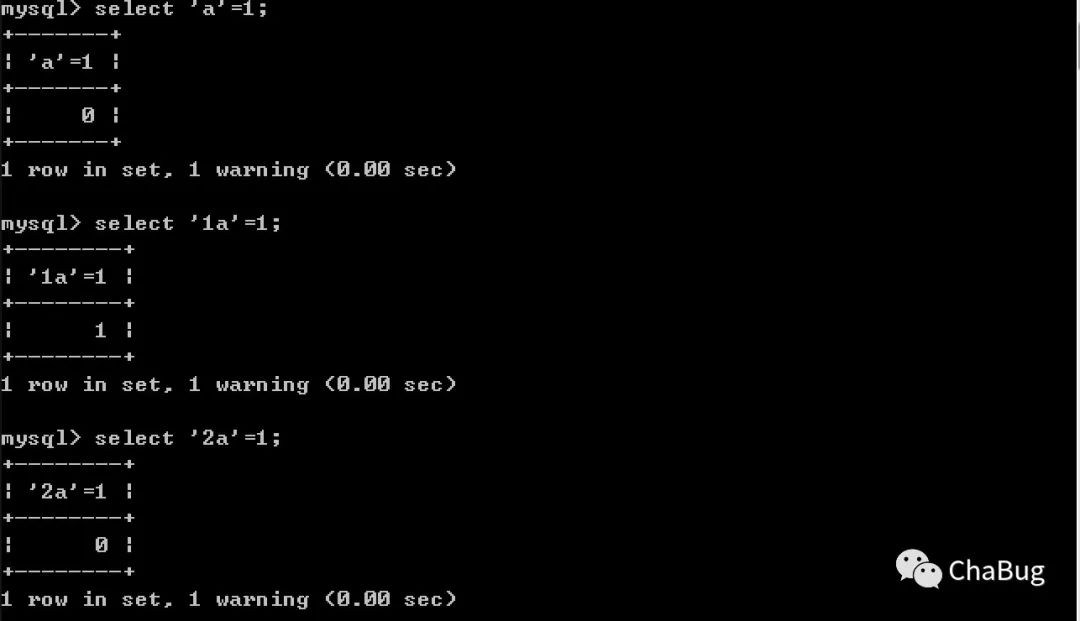 mysql> select 'a'=1;
+-------+
| 'a'=1 |
+-------+
|     0 |
+-------+
1 row in set, 1 warning (0.00 sec)
mysql> select '1a'=1;
+--------+
| '1a'=1 |
+--------+
|      1 |
+--------+
1 row in set, 1 warning (0.00 sec)
mysql> select '2a'=1;
+--------+
| '2a'=1 |
+--------+
|      0 |
+--------+
1 row in set, 1 warning (0.00 sec)
ChaBug